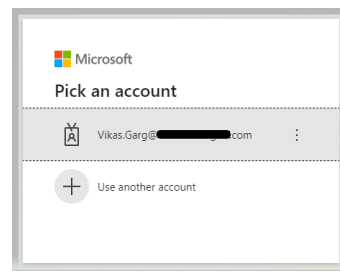 Microsoft
Pick an account
Vikas.Garg@ .com
Use another account